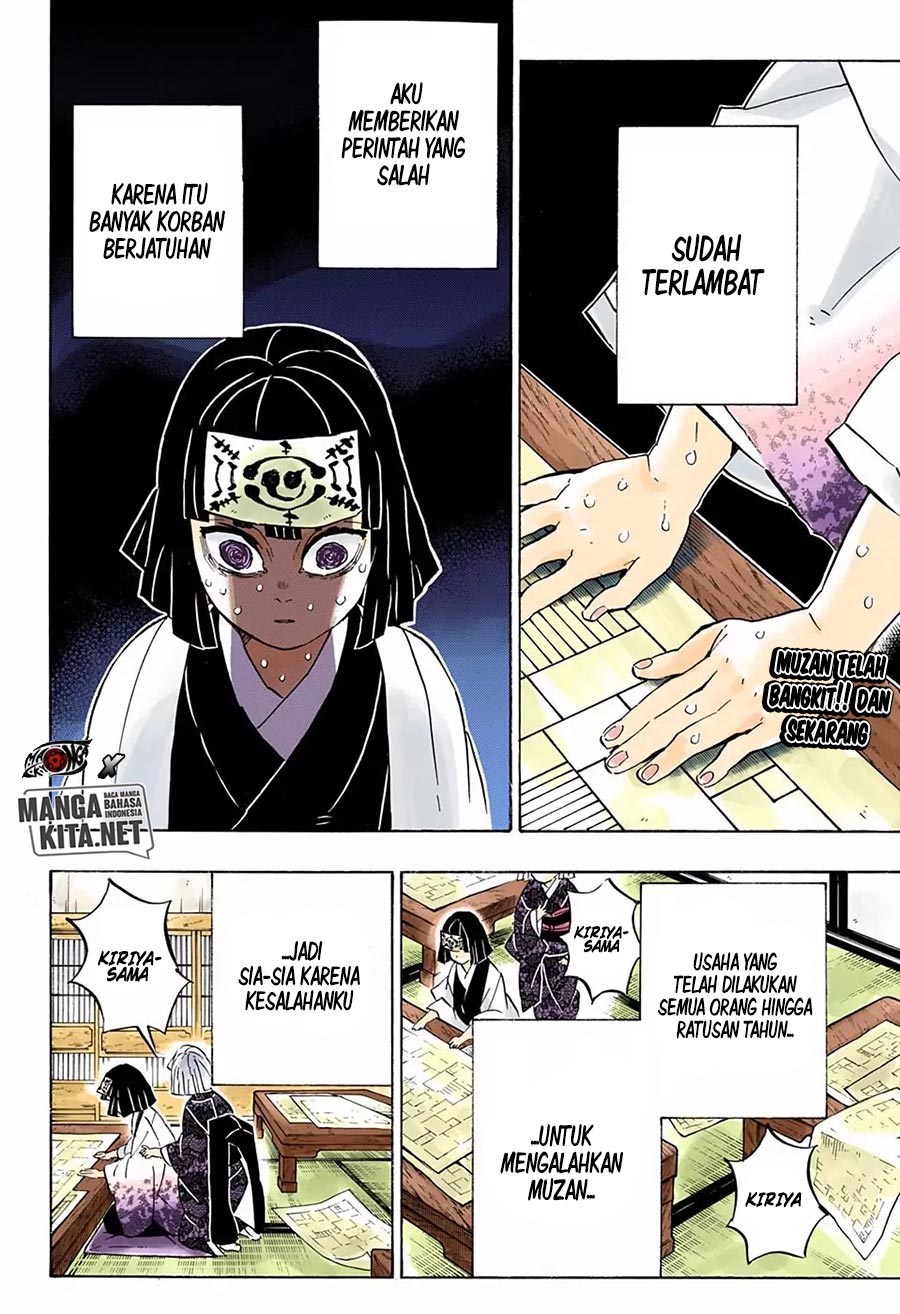 SUDAH
TERLAMBAT
MUZAN TELAH
BANGKIT!! DAN
SEKARANG
AKU
MEMBERIKAN
PERINTAH YANG
SALAH
KARENA ITU
BANYAK KORBAN
BERJATUHAN
X
MANGA
KITA.NET
BACA MANGA
BAHASA
INDONESIA
USAHA YANG
TELAH DILAKUKAN
SEMUA ORANG HINGGA
RATUSAN TAHUN...
KIRIYA-
SAMA
...UNTUK
MENGALAHKAN
MUZAN...
KIRIYA
...JADI
SIA-SIA KARENA
KESALAHANKU
KIRIYA-
SAMA